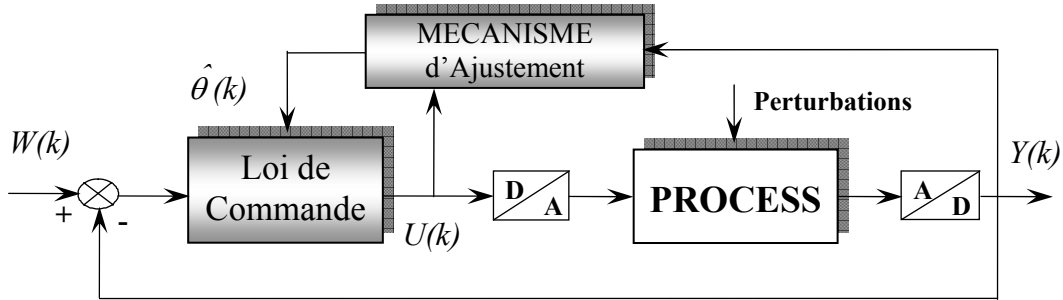 MECANISME
d'Ajustement
θ̂ (k)
Perturbations
W(k)
Y(k)
Loi de
Commande
D
A
PROCESS
A
D
+
-
U(k)